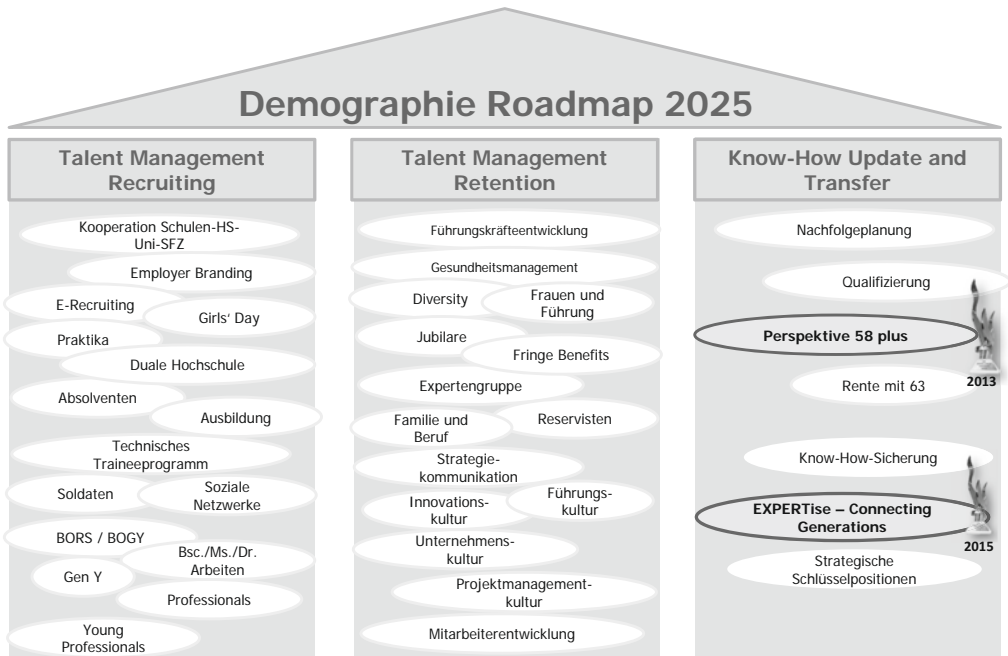 Demographie Roadmap 2025
Talent Management
Recruiting
Kooperation Schulen-HS-
Uni-SFZ
Employer Branding
E-Recruiting
Girls' Day
Praktika
Duale Hochschule
Absolventen
Ausbildung
Technisches
Traineeprogramm
Soldaten
Soziale
Netzwerke
BORS / BOGY
Bsc./Ms./Dr.
Arbeiten
Gen Y
Professionals
Young
Professionals
Talent Management
Retention
Führungskräfteentwicklung
Gesundheitsmanagement
Diversity
Frauen und
Führung
Jubilare
Fringe Benefits
Expertengruppe
Familie und
Beruf
Reservisten
Strategie-
kommunikation
Innovations-
kultur
Führungs-
kultur
Unternehmens-
kultur
Projektmanagement-
kultur
Mitarbeiterentwicklung
Know-How Update and
Transfer
Nachfolgeplanung
Qualifizierung
Perspektive 58 plus
2013
Rente mit 63
Know-How-Sicherung
EXPERTise – Connecting
Generations
2015
Strategische
Schlüsselpositionen